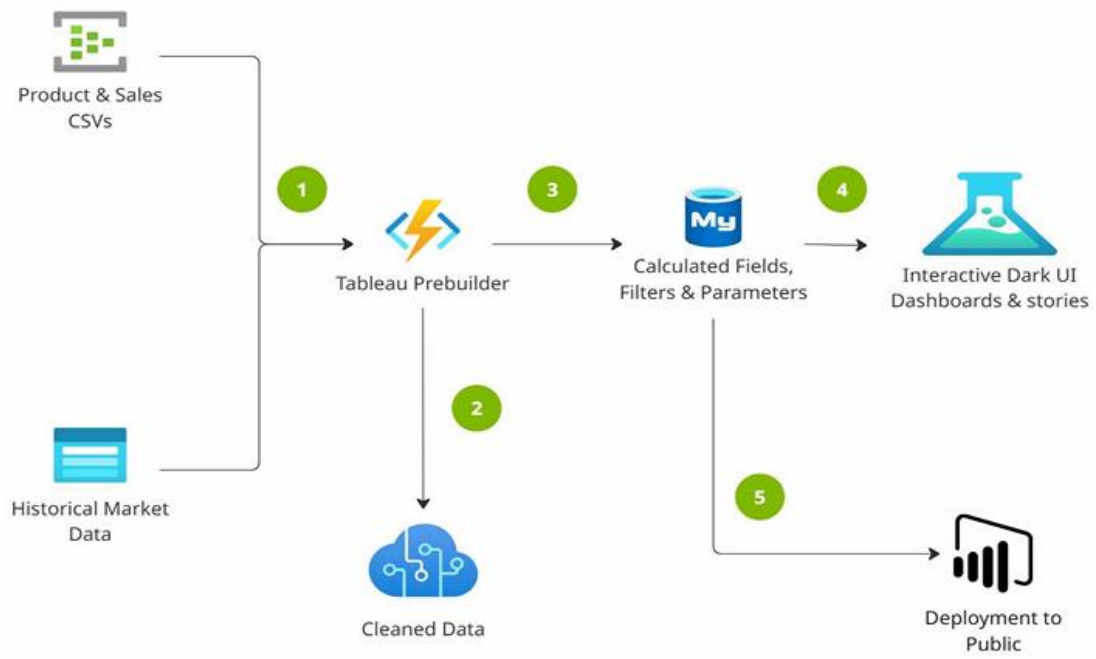 Product & Sales
CSVs
1
3
4
My
Tableau Prebuilder
Calculated Fields,
Filters & Parameters
Interactive Dark UI
Dashboards & stories
2
Historical Market
Data
5
Cleaned Data
Deployment to
Public